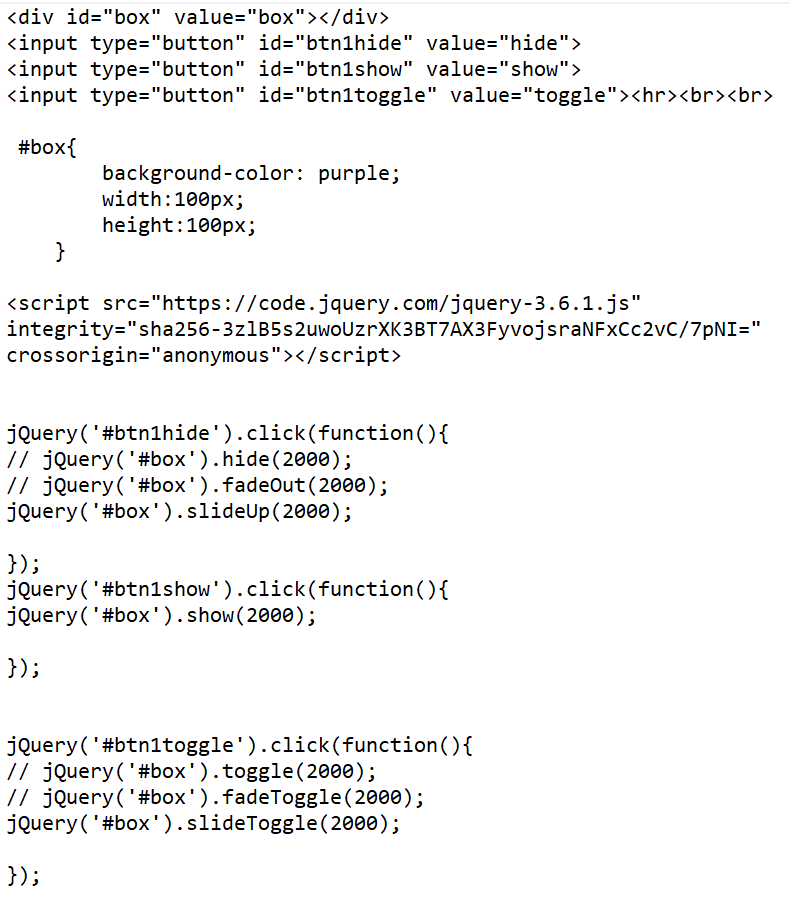 <div id="box" value="box"></div>
<input type="button" id="btn1hide" value="hide">
<input type="button" id="btn1show" value="show">
<input type="button" id="btn1toggle" value="toggle"><hr><br><br>
#box{
background-color: purple;
width:100px;
height:100px;
}
<script src="https://code.jquery.com/jquery-3.6.1.js"
integrity="sha256-3zlB5s2uwoUzrXK3BT7AX3FyvojsraNFxCc2vC/7pNI="
crossorigin="anonymous"></script>
jQuery('#btn1hide').click(function(){
// jQuery('#box').hide(2000);
// jQuery('#box').fadeOut(2000);
jQuery('#box').slideUp(2000);
});
jQuery('#btn1show').click(function(){
jQuery('#box').show(2000);
});
jQuery('#btn1toggle').click(function(){
// jQuery('#box').toggle(2000);
// jQuery('#box').fadeToggle(2000);
jQuery('#box').slideToggle(2000);
});